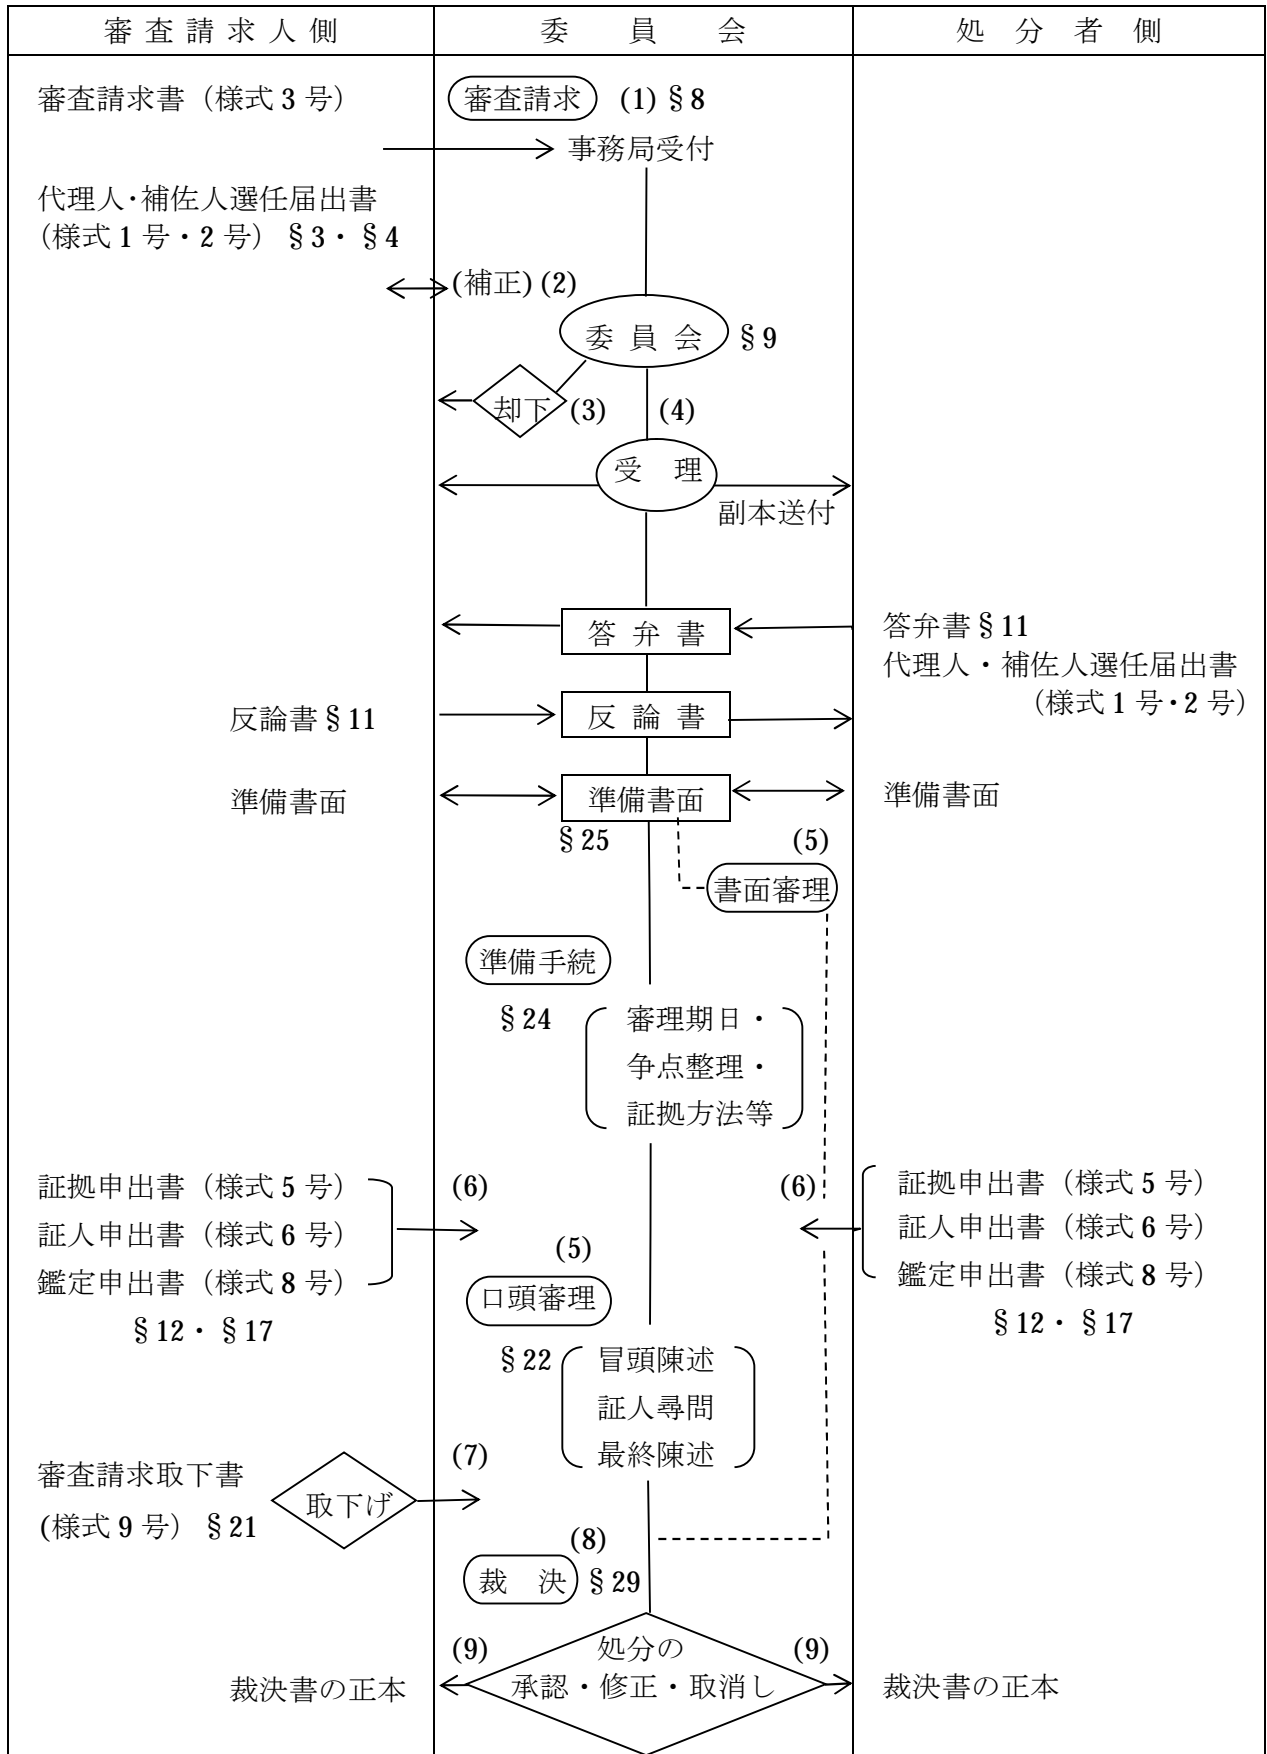 審査請求人側 委員会 処分者側
審査請求書（様式3号） 審査請求 (1)§8
事務局受付
代理人・補佐人選任届出書
（様式1号・2号） §3・§4
(補正)(2)
委員会 §9
却下 (3) (4)
受理
副本送付
答弁書 答弁書§11
代理人・補佐人選任届出書
（様式1号・2号）
反論書§11 反論書
準備書面 準備書面 準備書面
§25 (5)
書面審理
準備手続
§24 審理期日・
争点整理・
証拠方法等
証拠申出書（様式5号） (6) (6) 証拠申出書（様式5号）
証人申出書（様式6号） 証人申出書（様式6号）
(5)
鑑定申出書（様式8号） 口頭審理 鑑定申出書（様式8号）
§12・§17 §12・§17
§22 冒頭陳述
証人尋問
最終陳述
審査請求取下書 (7)
(様式9号） §21 取下げ
(8)
裁決 §29
(9) 処分の (9)
裁決書の正本 承認・修正・取消し 裁決書の正本